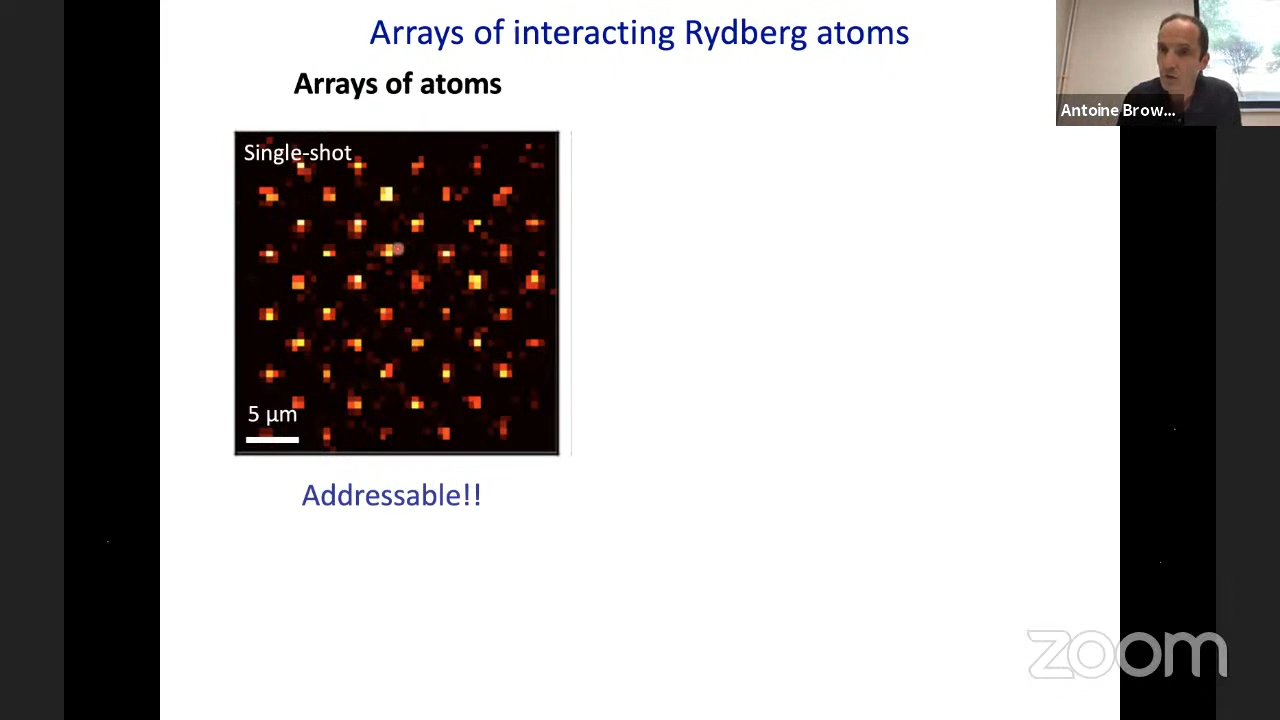 Arrays of interacting Rydberg atoms
Arrays of atoms
Single-shot
5 µm
Addressable!!
Antoine Brow...
zoom